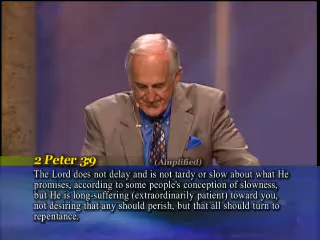 2 Peter 3:9
(Amplified)
The Lord does not delay and is not tardy or slow about what He
promises, according to some people's conception of slowness,
but He is long-suffering (extraordinarily patient) toward you,
not desiring that any should perish, but that all should turn to
repentance.